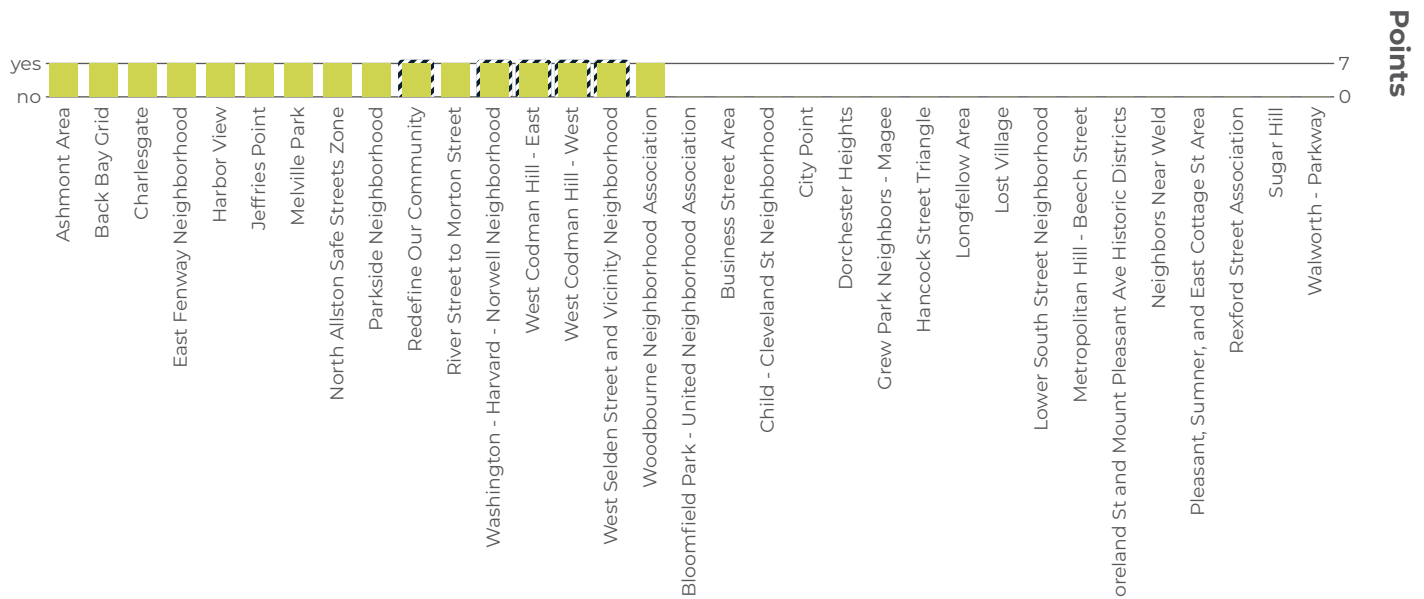 Points
yes
no
7
0
Ashmont Area
Back Bay Grid
Charlesgate
East Fenway Neighborhood
Harbor View
Jeffries Point
Melville Park
North Allston Safe Streets Zone
Parkside Neighborhood
Redefine Our Community
River Street to Morton Street
Washington - Harvard - Norwell Neighborhood
West Codman Hill - East
West Codman Hill - West
West Selden Street and Vicinity Neighborhood
Woodbourne Neighborhood Association
Bloomfield Park - United Neighborhood Association
Business Street Area
Child - Cleveland St Neighborhood
City Point
Dorchester Heights
Grew Park Neighbors - Magee
Hancock Street Triangle
Longfellow Area
Lost Village
Lower South Street Neighborhood
Metropolitan Hill - Beech Street
oreland St and Mount Pleasant Ave Historic Districts
Neighbors Near Weld
Pleasant, Sumner, and East Cottage St Area
Rexford Street Association
Sugar Hill
Walworth - Parkway